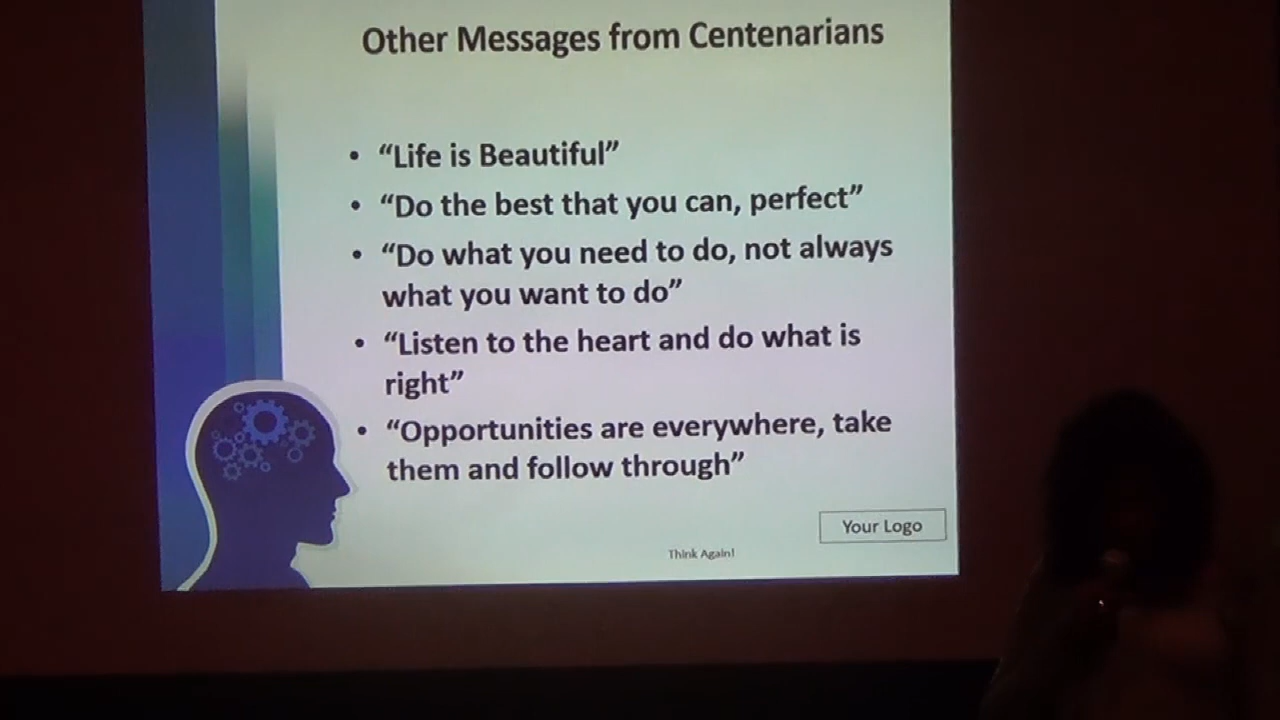 Other Messages from Centenarians
• “Life is Beautiful”
• “Do the best that you can, perfect”
• “Do what you need to do, not always
what you want to do”
• “Listen to the heart and do what is
right”
• “Opportunities are everywhere, take
them and follow through”
Your Logo
Think Again!